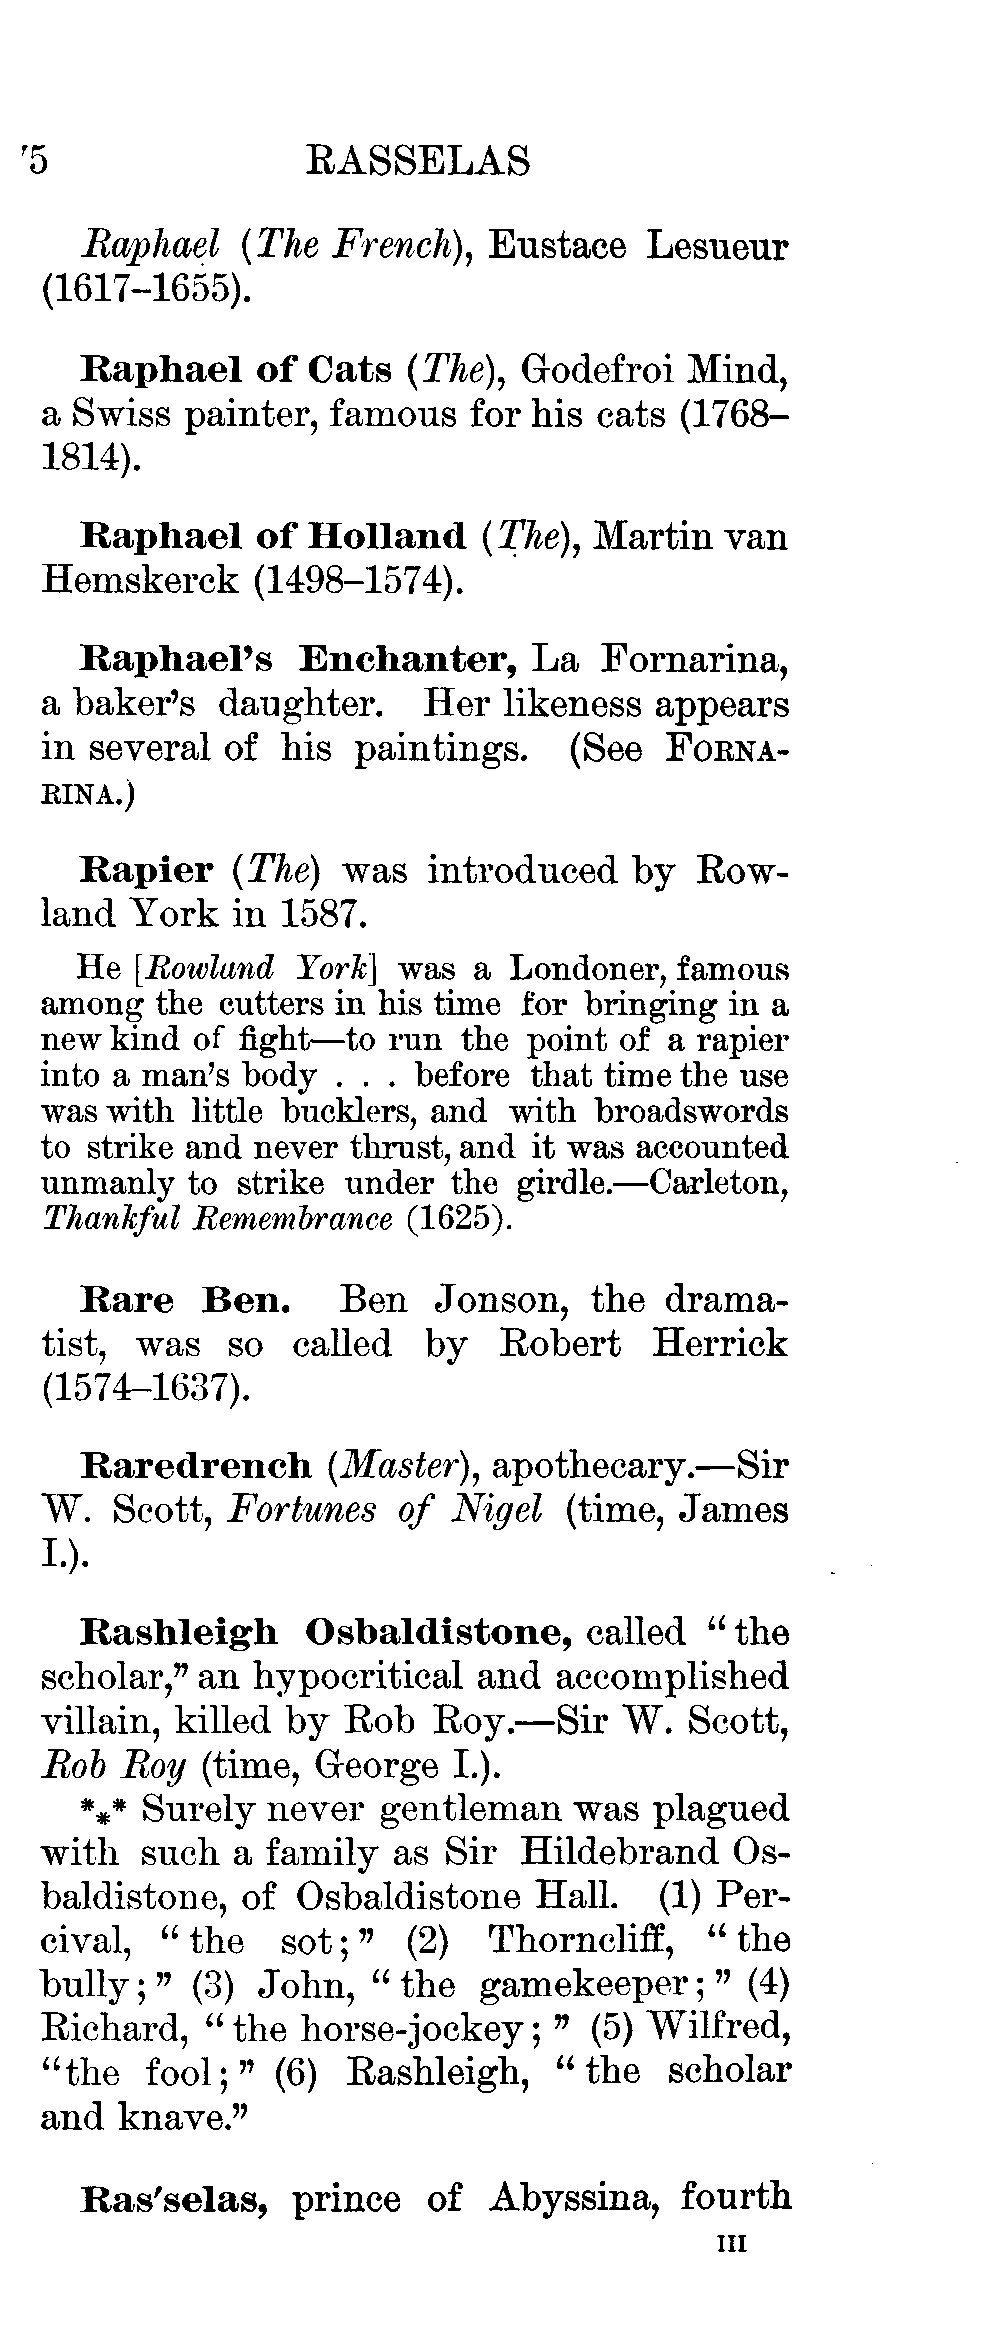 '5 RASSELAS
Raphael (The French), Eustace Lesueur
(1617–1655).
Raphael of Cats (The), Godefroi Mind,
a Swiss painter, famous for his cats (1768–
1814).
Raphael of Holland (The), Martin van
Hemskerck (1498–1574).
Raphael's Enchanter, La Fornarina,
a baker's daughter. Her likeness appears
in several of his paintings. (See FORNA-
RINA.)
Rapier (The) was introduced by Row-
land York in 1587.
He [Rowland York] was a Londoner, famous
among the cutters in his time for bringing in a
new kind of fight—to run the point of a rapier
into a man's body . . . before that time the use
was with little bucklers, and with broadswords
to strike and never thrust, and it was accounted
unmanly to strike under the girdle.—Carleton,
Thankful Remembrance (1625).
Rare Ben. Ben Jonson, the drama-
tist, was so called by Robert Herrick
(1574–1637).
Raredrench (Master), apothecary.—Sir
W. Scott, Fortunes of Nigel (time, James
I.).
Rashleigh Osbaldistone, called "the
scholar," an hypocritical and accomplished
villain, killed by Rob Roy.—Sir W. Scott,
Rob Roy (time, George I.).
*** Surely never gentleman was plagued
with such a family as Sir Hildebrand Os-
baldistone, of Osbaldistone Hall. (1) Per-
cival, "the sot;" (2) Thorncliff, "the
bully;" (3) John, "the gamekeeper;" (4)
Richard, "the horse-jockey;" (5) Wilfred,
"the fool;" (6) Rashleigh, "the scholar
and knave."
Ras'selas, prince of Abyssina, fourth
III